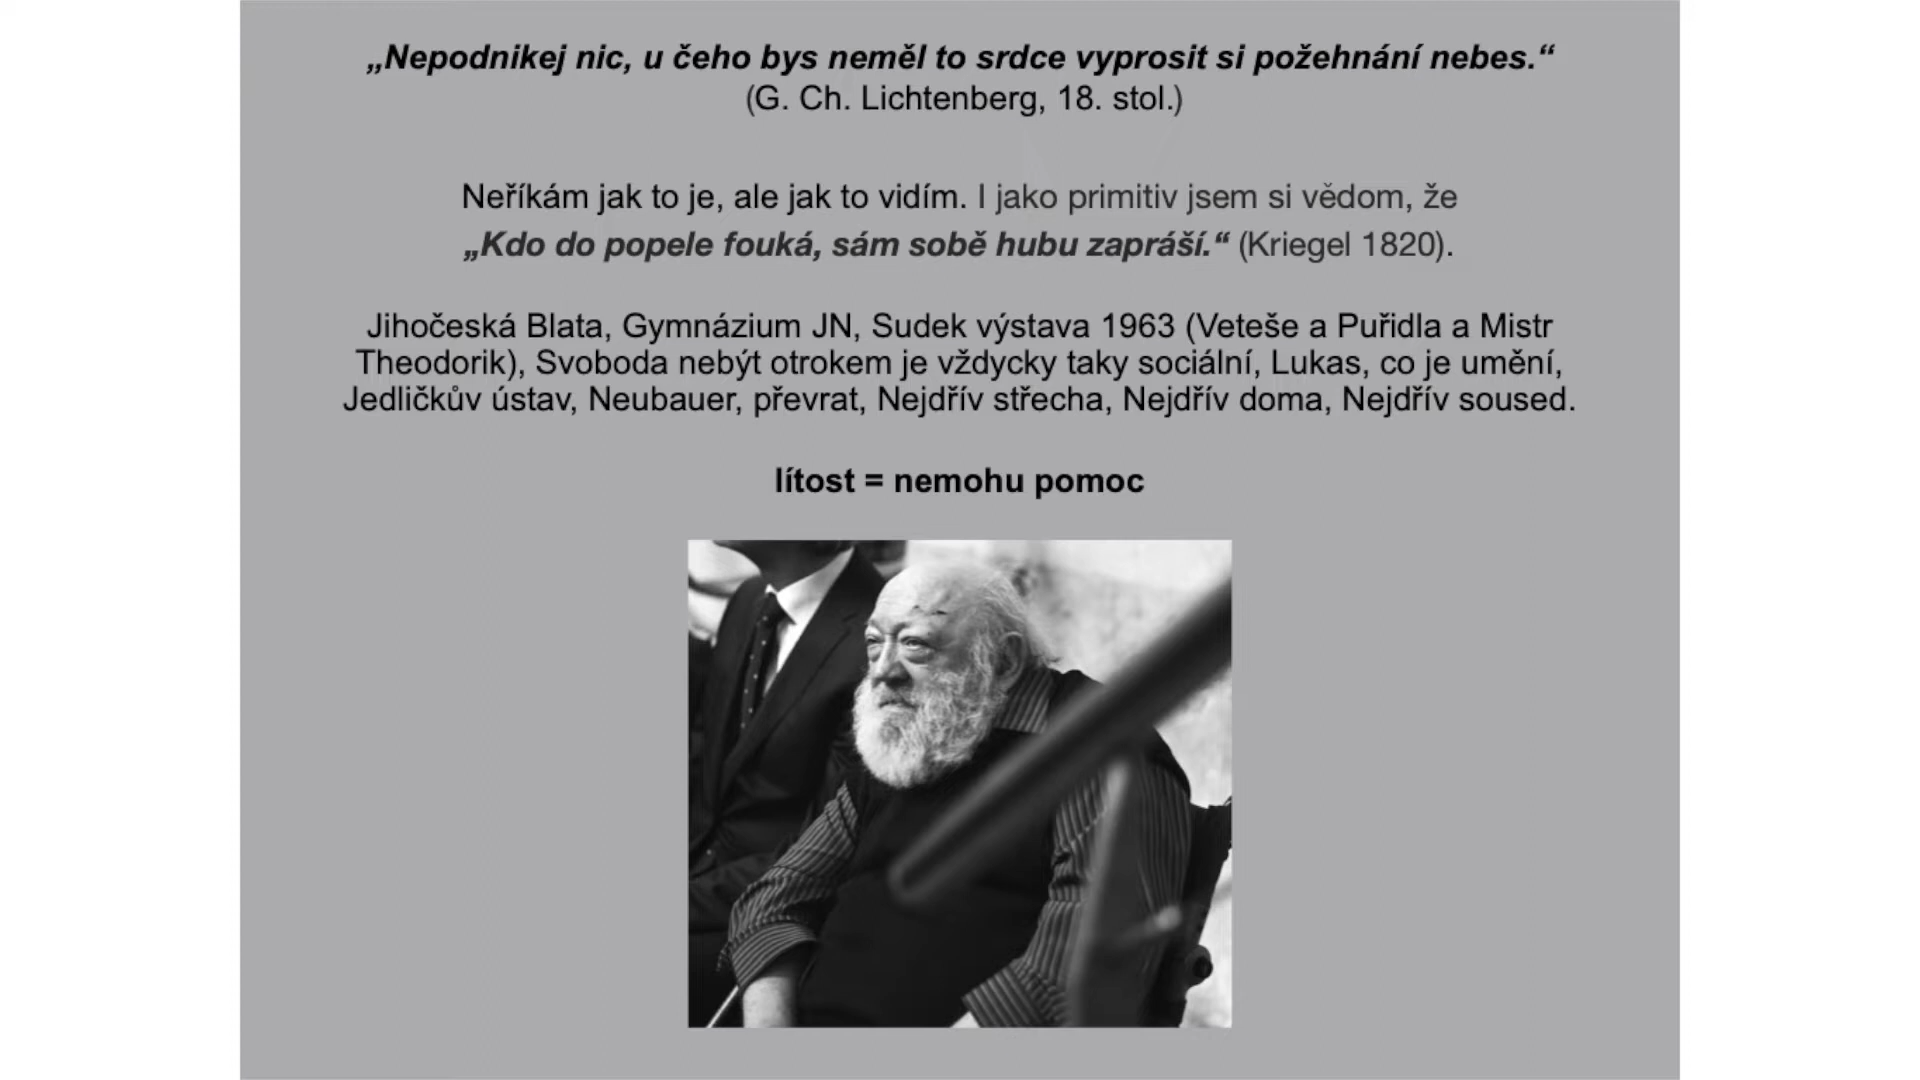 „Nepodnikej nic, u čeho bys neměl to srdce vyprosit si požehnání nebes.“
(G. Ch. Lichtenberg, 18. stol.)
Neříkám jak to je, ale jak to vidím. I jako primitiv jsem si vědom, že
„Kdo do popele fouká, sám sobě hubu zapráší.“ (Kriegel 1820).
Jihočeská Blata, Gymnázium JN, Sudek výstava 1963 (Veteše a Puřidla a Mistr
Theodorik), Svoboda nebýt otrokem je vždycky taky sociální, Lukas, co je umění,
Jedličkův ústav, Neubauer, převrat, Nejdřív střecha, Nejdřív doma, Nejdřív soused.
lítost = nemohu pomoc